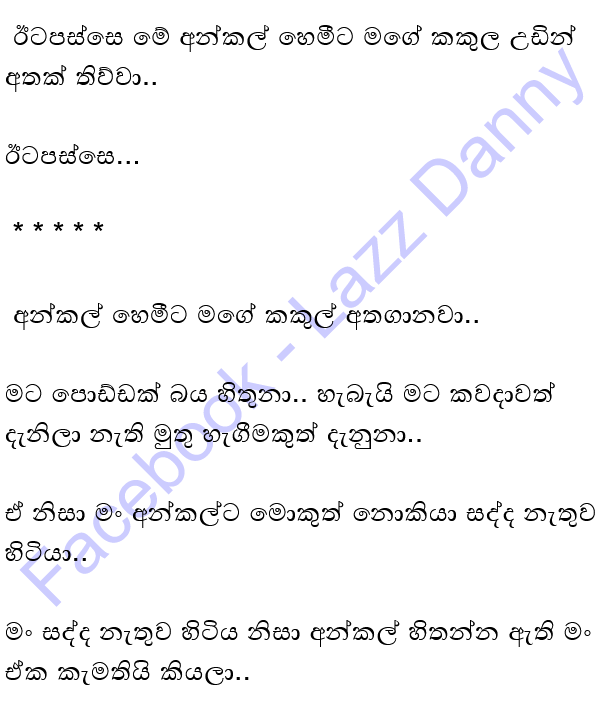 ඊටපස්සෙ මේ අන්කල් හෙමීට මගේ කකුල උඩින්
අතක් තිව්වා..
ඊටපස්සෙ...
* * * * *
අන්කල් හෙමීට මගේ කකුල් අතගානවා..
මට පොඩ්ඩක් බය හිතුනා.. හැබැයි මට කවදාවත්
දැනිලා නැති මුතු හැගීමකුත් දැනුනා..
ඒ නිසා මං අන්කල්ට මොකුත් නොකියා සද්ද නැතුව
හිටියා..
මං සද්ද නැතුව හිටිය නිසා අන්කල් හිතන්න ඇති මං
ඒක කැමතියි කියලා..
Facebook - Lazz Danny